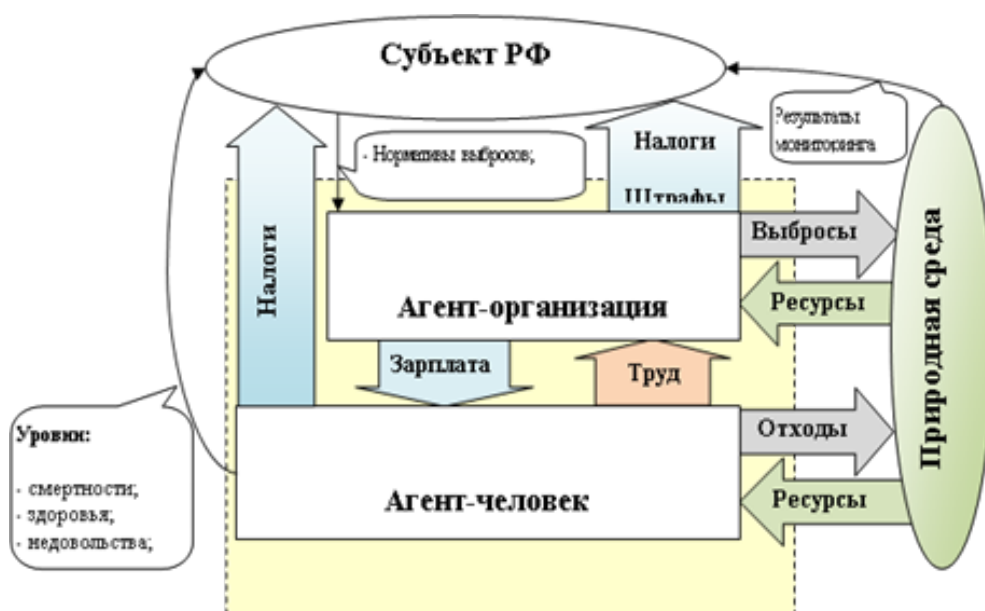 Субъект РФ
Результаты
мониторинга
- Нормативы выбросов;
Налоги
Штрафы
Налоги
Выбросы
Агент-организация
Ресурсы
Природная среда
Зарплата
Труд
Уровни:
- смертности;
- здоровья;
- недовольства;
Отходы
Агент-человек
Ресурсы